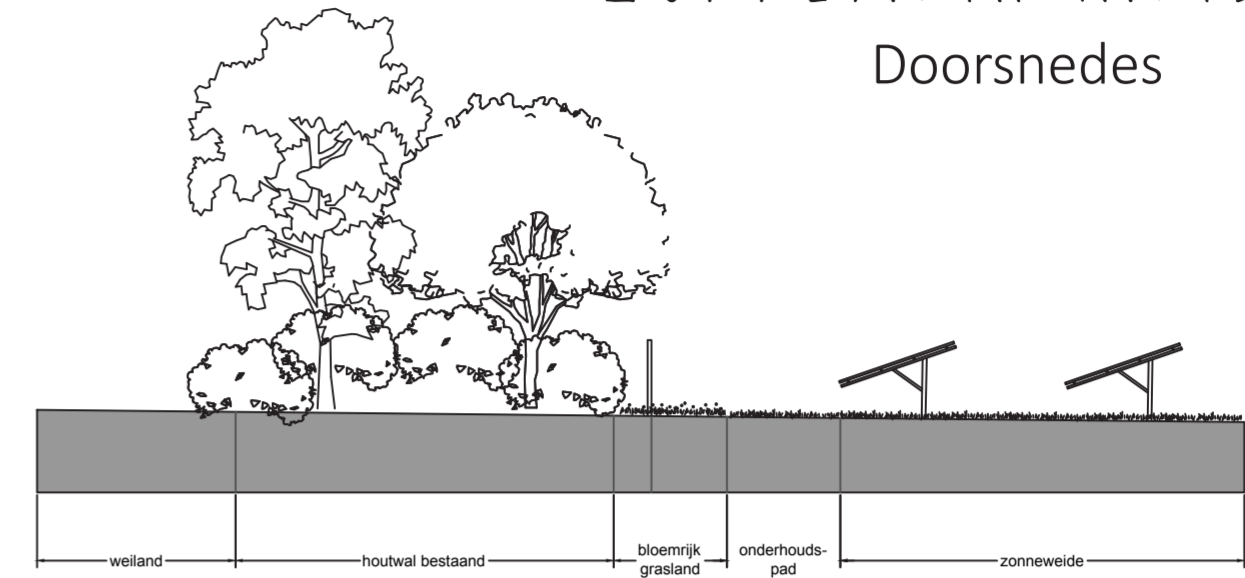 Doorsnedes
weiland
houtwal bestaand
bloemrijk
grasland
onderhouds-
pad
zonneweide